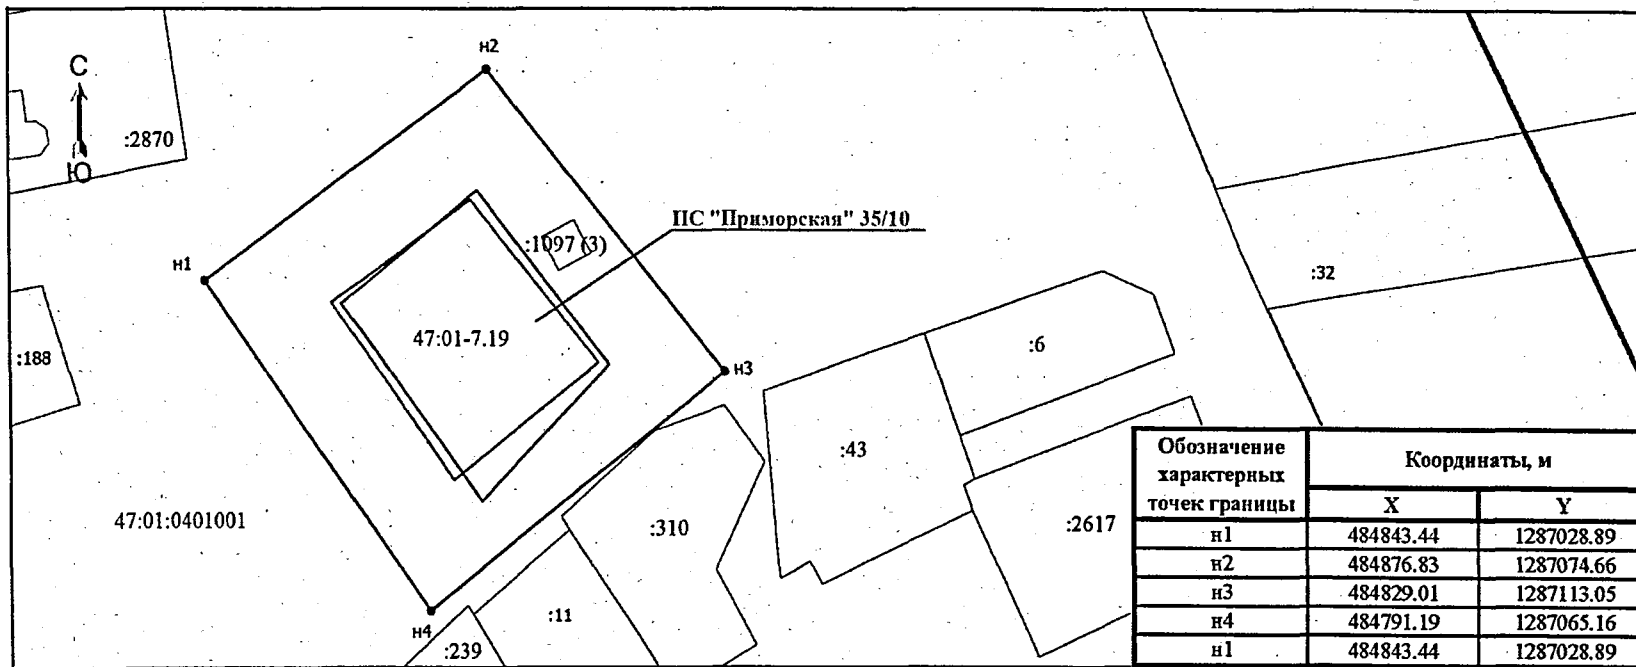 н2
С
:2870
Ю
ПС "Приморская" 35/10
:1097 (3)
н1
:32
47:01-7.19
:6
:188
н3
:43
47:01:0401001
:310
:2617
:11
н4
:239
Обозначение характерных точек границы | Координаты, м
X | Y
н1 | 484843.44 | 1287028.89
н2 | 484876.83 | 1287074.66
н3 | 484829.01 | 1287113.05
н4 | 484791.19 | 1287065.16
н1 | 484843.44 | 1287028.89